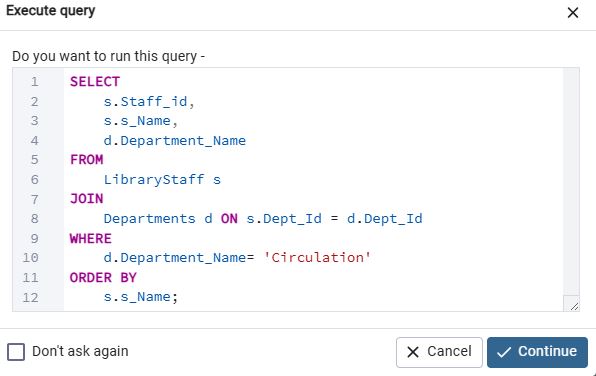 Execute query
Do you want to run this query -
1 SELECT
2 s.Staff_id,
3 s.s_Name,
4 d.Department_Name
5 FROM
6 LibraryStaff s
7 JOIN
8 Departments d ON s.Dept_Id = d.Dept_Id
9 WHERE
10 d.Department_Name= 'Circulation'
11 ORDER BY
12 s.s_Name;
Don't ask again
Cancel
Continue